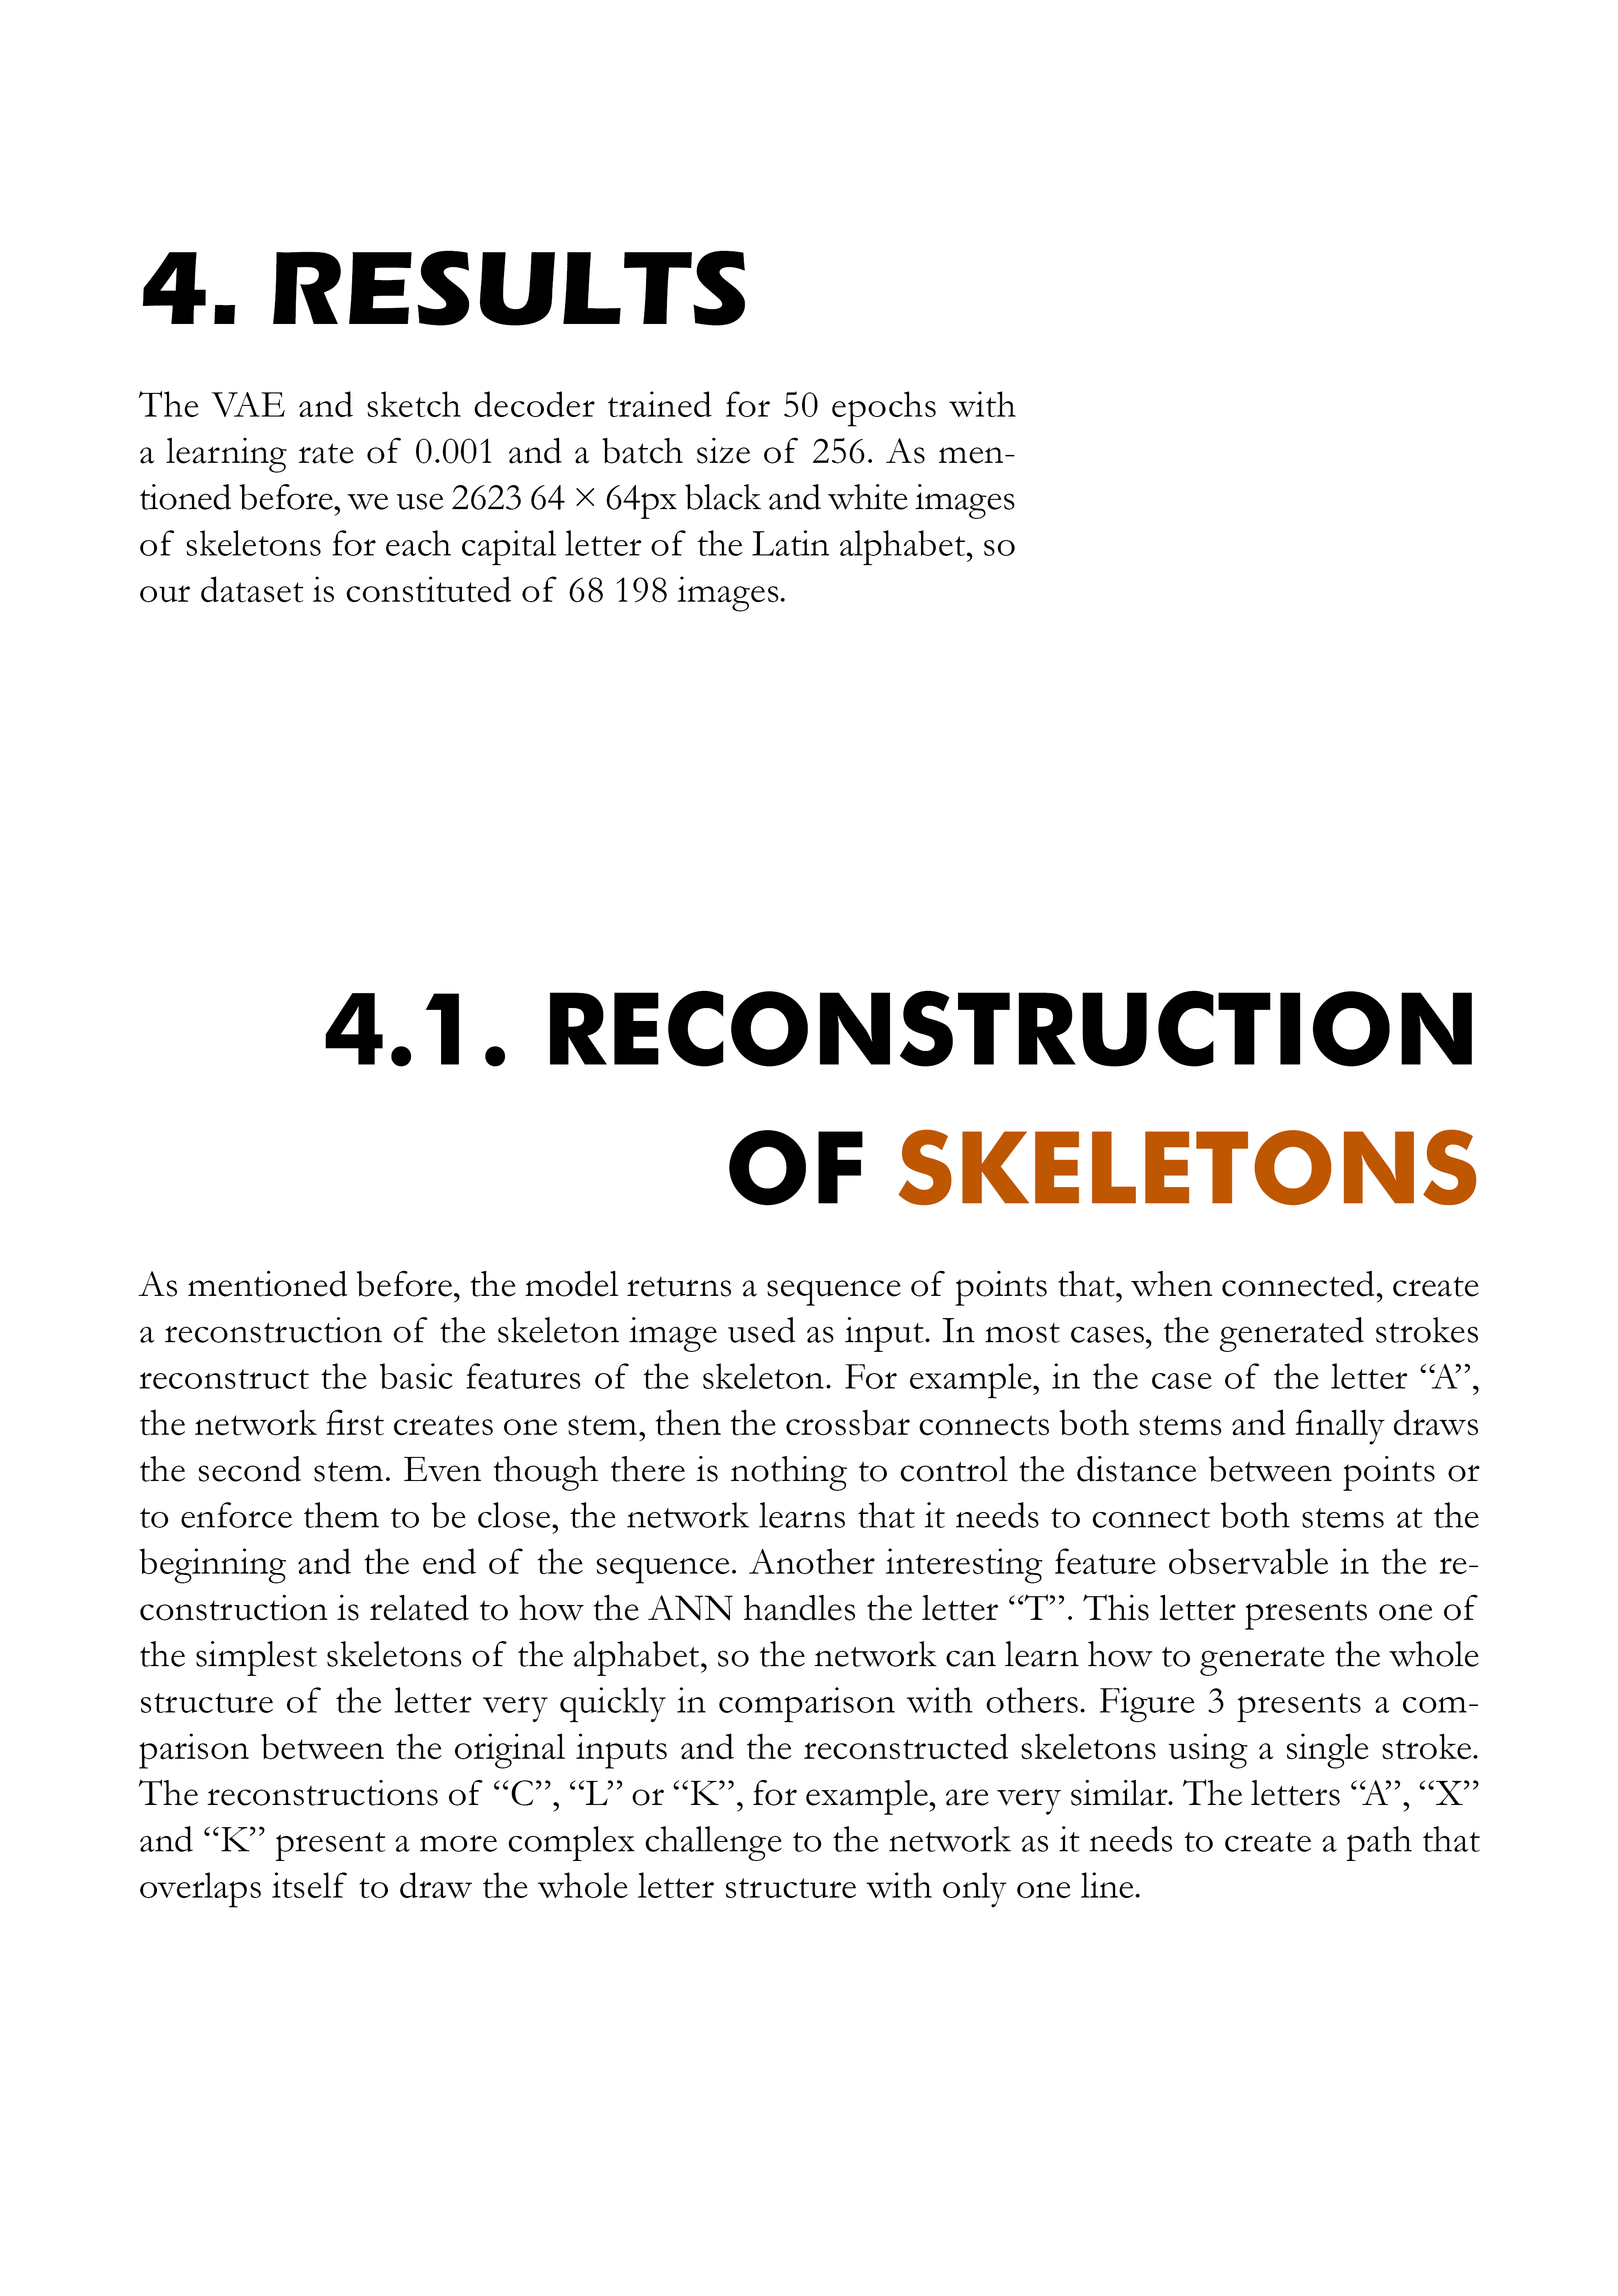 4. RESULTS
The VAE and sketch decoder trained for 50 epochs with
a learning rate of 0.001 and a batch size of 256. As men-
tioned before, we use 2623 64 × 64px black and white images
of skeletons for each capital letter of the Latin alphabet, so
our dataset is constituted of 68 198 images.
4.1. RECONSTRUCTION
OF SKELETONS
As mentioned before, the model returns a sequence of points that, when connected, create
a reconstruction of the skeleton image used as input. In most cases, the generated strokes
reconstruct the basic features of the skeleton. For example, in the case of the letter “A”,
the network first creates one stem, then the crossbar connects both stems and finally draws
the second stem. Even though there is nothing to control the distance between points or
to enforce them to be close, the network learns that it needs to connect both stems at the
beginning and the end of the sequence. Another interesting feature observable in the re-
construction is related to how the ANN handles the letter “T”. This letter presents one of
the simplest skeletons of the alphabet, so the network can learn how to generate the whole
structure of the letter very quickly in comparison with others. Figure 3 presents a com-
parison between the original inputs and the reconstructed skeletons using a single stroke.
The reconstructions of “C”, “L” or “K”, for example, are very similar. The letters “A”, “X”
and “K” present a more complex challenge to the network as it needs to create a path that
overlaps itself to draw the whole letter structure with only one line.